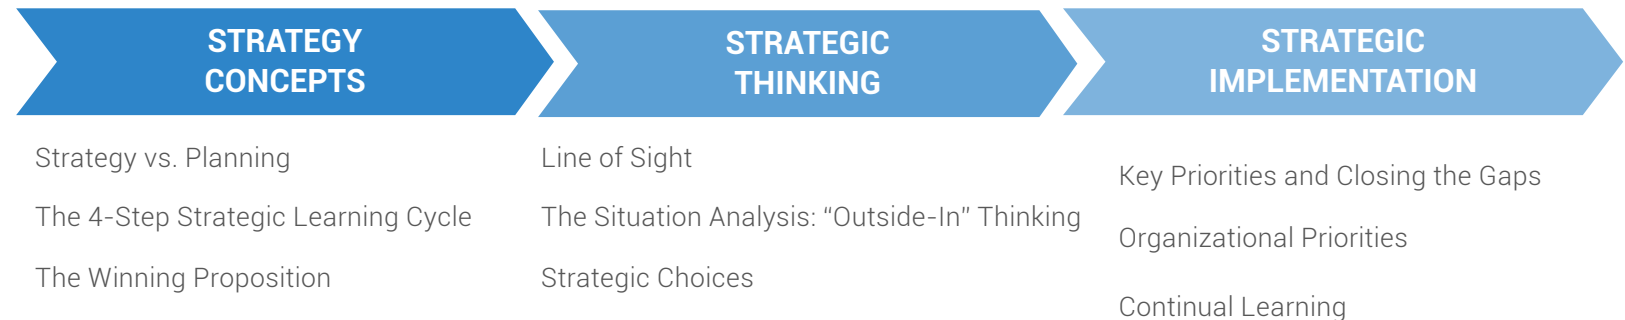 STRATEGY
CONCEPTS
Strategy vs. Planning
The 4-Step Strategic Learning Cycle
The Winning Proposition
STRATEGIC
THINKING
Line of Sight
The Situation Analysis: “Outside-In” Thinking
Strategic Choices
STRATEGIC
IMPLEMENTATION
Key Priorities and Closing the Gaps
Organizational Priorities
Continual Learning